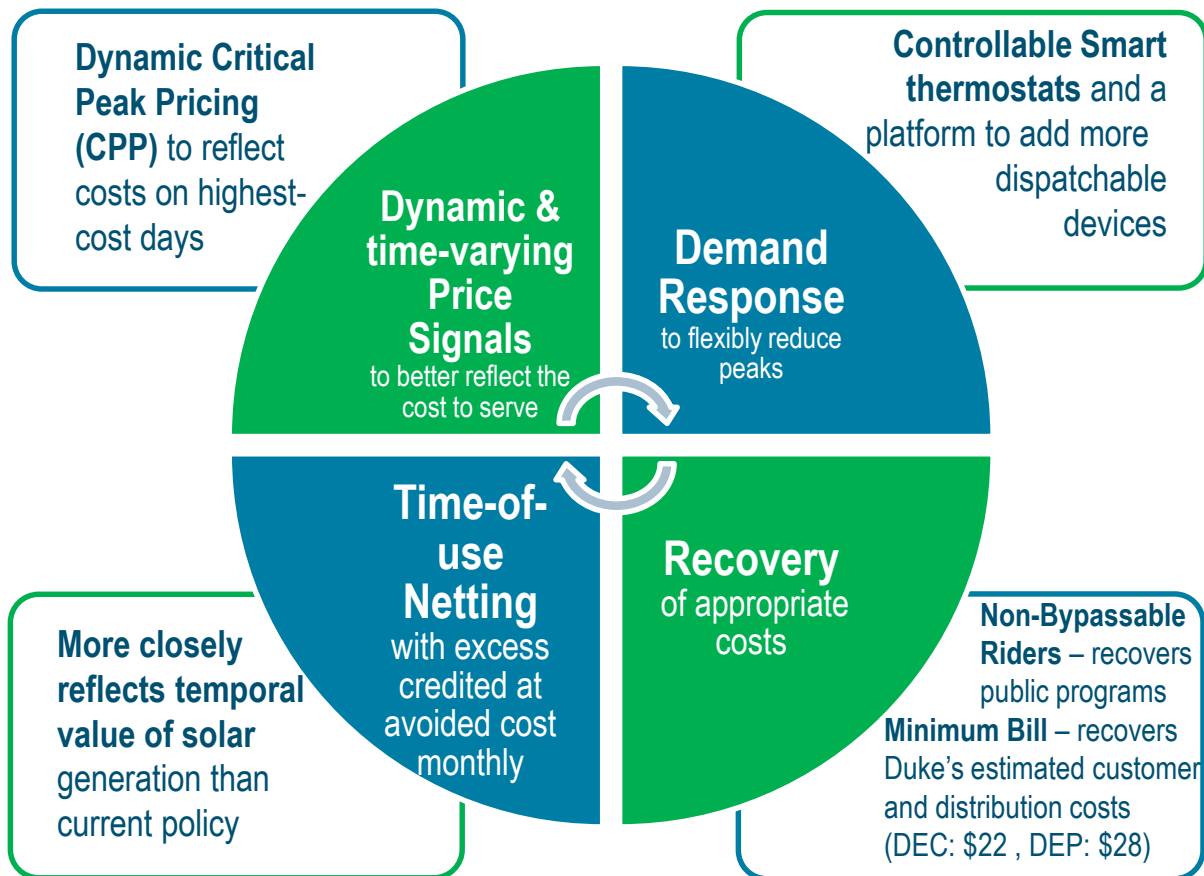 Dynamic Critical
Peak Pricing
(CPP) to reflect
costs on highest-
cost days
Controllable Smart
thermostats and a
platform to add more
dispatchable
devices
Dynamic &
time-varying
Price
Signals
to better reflect the
cost to serve
Demand
Response
to flexibly reduce
peaks
Time-of-
use
Netting
with excess
credited at
avoided cost
monthly
Recovery
of appropriate
costs
More closely
reflects temporal
value of solar
generation than
current policy
Non-Bypassable
Riders – recovers
public programs
Minimum Bill – recovers
Duke’s estimated customer
and distribution costs
(DEC: $22 , DEP: $28)